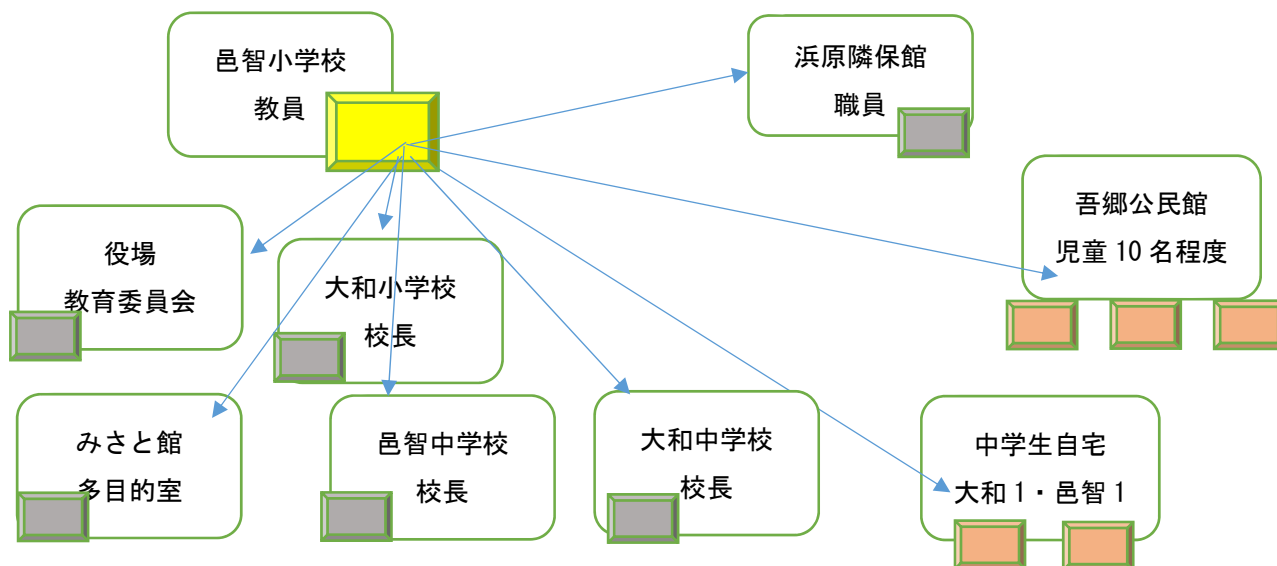 邑智小学校
教員
浜原隣保館
職員
吾郷公民館
児童 10 名程度
役場
教育委員会
大和小学校
校長
みさと館
多目的室
邑智中学校
校長
大和中学校
校長
中学生自宅
大和 1・邑智 1